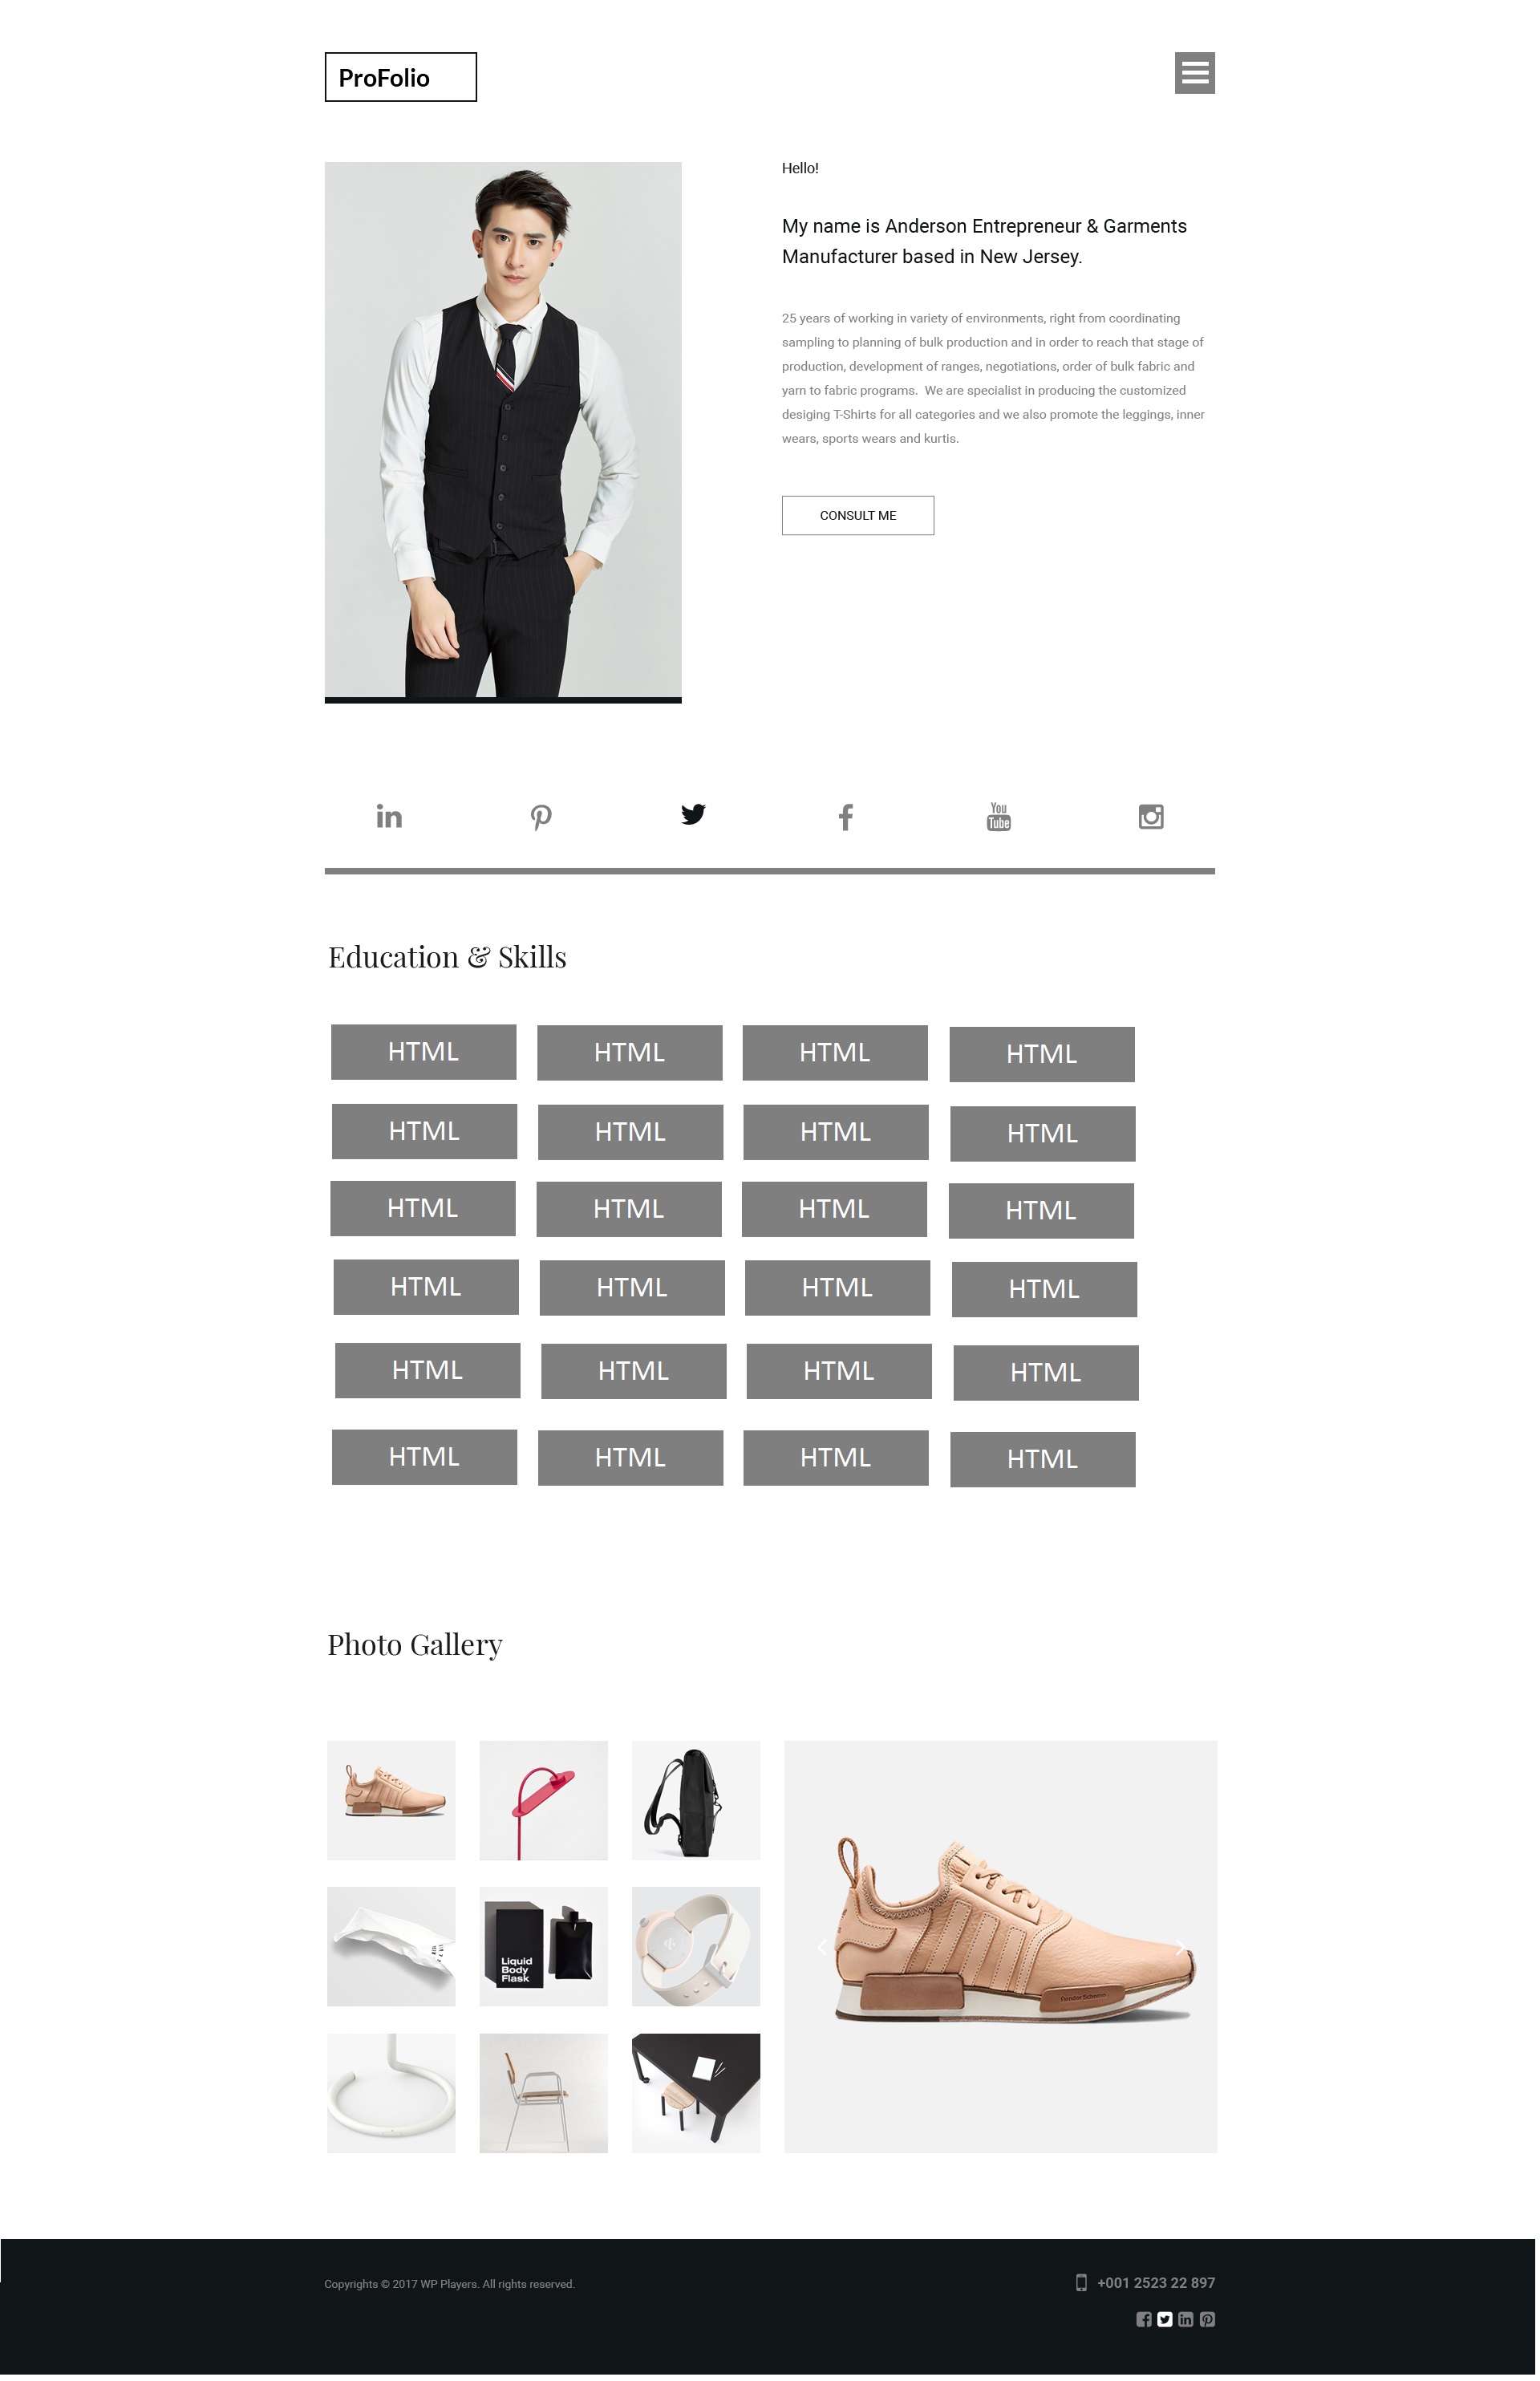 ProFolio
Hello!
My name is Anderson Entrepreneur & Garments
Manufacturer based in New Jersey.
25 years of working in variety of environments, right from coordinating
sampling to planning of bulk production and in order to reach that stage of
production, development of ranges, negotiations, order of bulk fabric and
yarn to fabric programs.  We are specialist in producing the customized
desiging T-Shirts for all categories and we also promote the leggings, inner
wears, sports wears and kurtis.
CONSULT ME
You
Tube
Education & Skills
HTML HTML HTML HTML
HTML HTML HTML HTML
HTML HTML HTML HTML
HTML HTML HTML HTML
HTML HTML HTML HTML
HTML HTML HTML HTML
Photo Gallery
Liquid
Body
Flask
Hender Scheme
Copyrights © 2017 WP Players. All rights reserved.
+001 2523 22 897